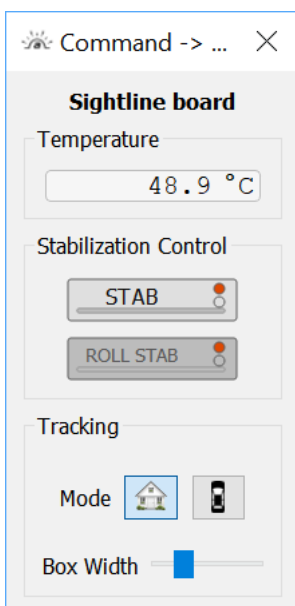 Command -> ...
Sightline board
Temperature
48.9 °C
Stabilization Control
STAB
ROLL STAB
Tracking
Mode
Box Width